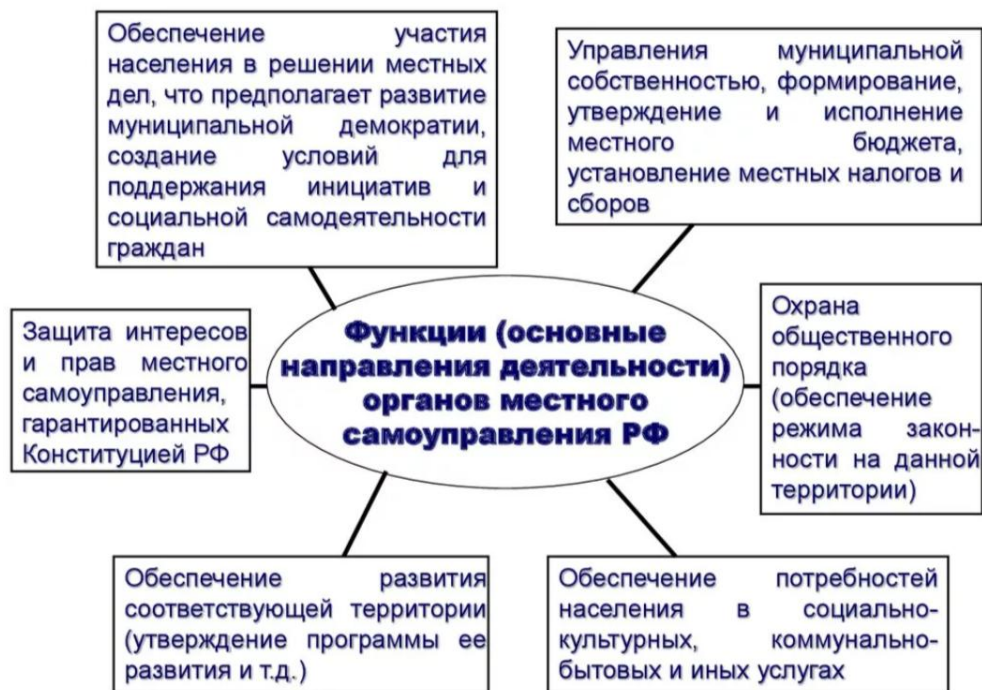 Обеспечение участия
населения в решении местных
дел, что предполагает развитие
муниципальной демократии,
создание условий для
поддержания инициатив и
социальной самодеятельности
граждан
Управления муниципальной
собственностью, формирование,
утверждение и исполнение
местного бюджета,
установление местных налогов и
сборов
Защита интересов
и прав местного
самоуправления,
гарантированных
Конституцией РФ
Функции (основные
направления деятельности)
органов местного
самоуправления РФ
Охрана
общественного
порядка
(обеспечение
режима закон-
ности на данной
территории)
Обеспечение развития
соответствующей территории
(утверждение программы ее
развития и т.д.)
Обеспечение потребностей
населения в социально-
культурных, коммунально-
бытовых и иных услугах